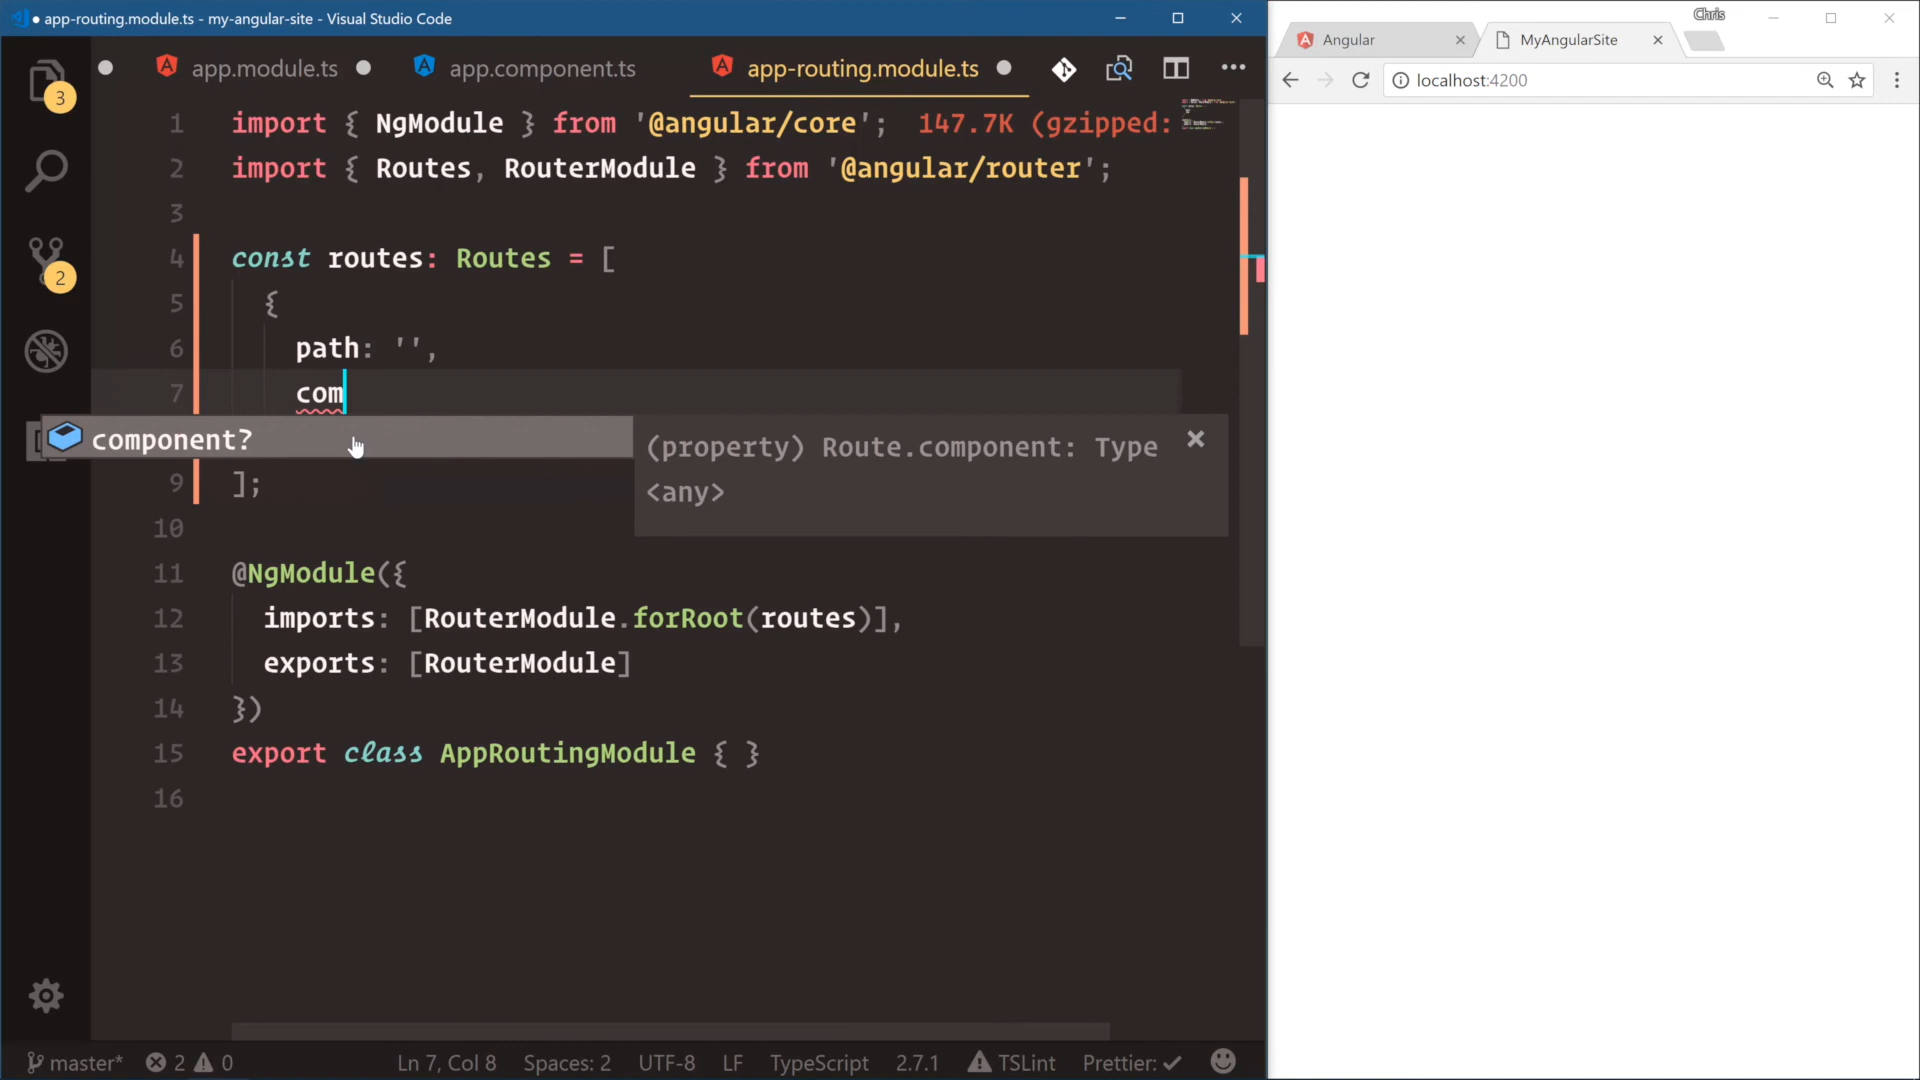 ● app-routing.module.ts - my-angular-site - Visual Studio Code
app.module.ts
app.component.ts
app-routing.module.ts
3
2
1 import { NgModule } from '@angular/core'; 147.7K (gzipped:
2 import { Routes, RouterModule } from '@angular/router';
3
4 const routes: Routes = [
5 {
6 path: '',
7 com
component?
(property) Route.component: Type
<any>
9 ];
10
11 @NgModule({
12 imports: [RouterModule.forRoot(routes)],
13 exports: [RouterModule]
14 })
15 export class AppRoutingModule { }
16
master* 2 0 Ln 7, Col 8 Spaces: 2 UTF-8 LF TypeScript 2.7.1 TSLint Prettier: ✓
Chris
Angular
MyAngularSite
localhost:4200